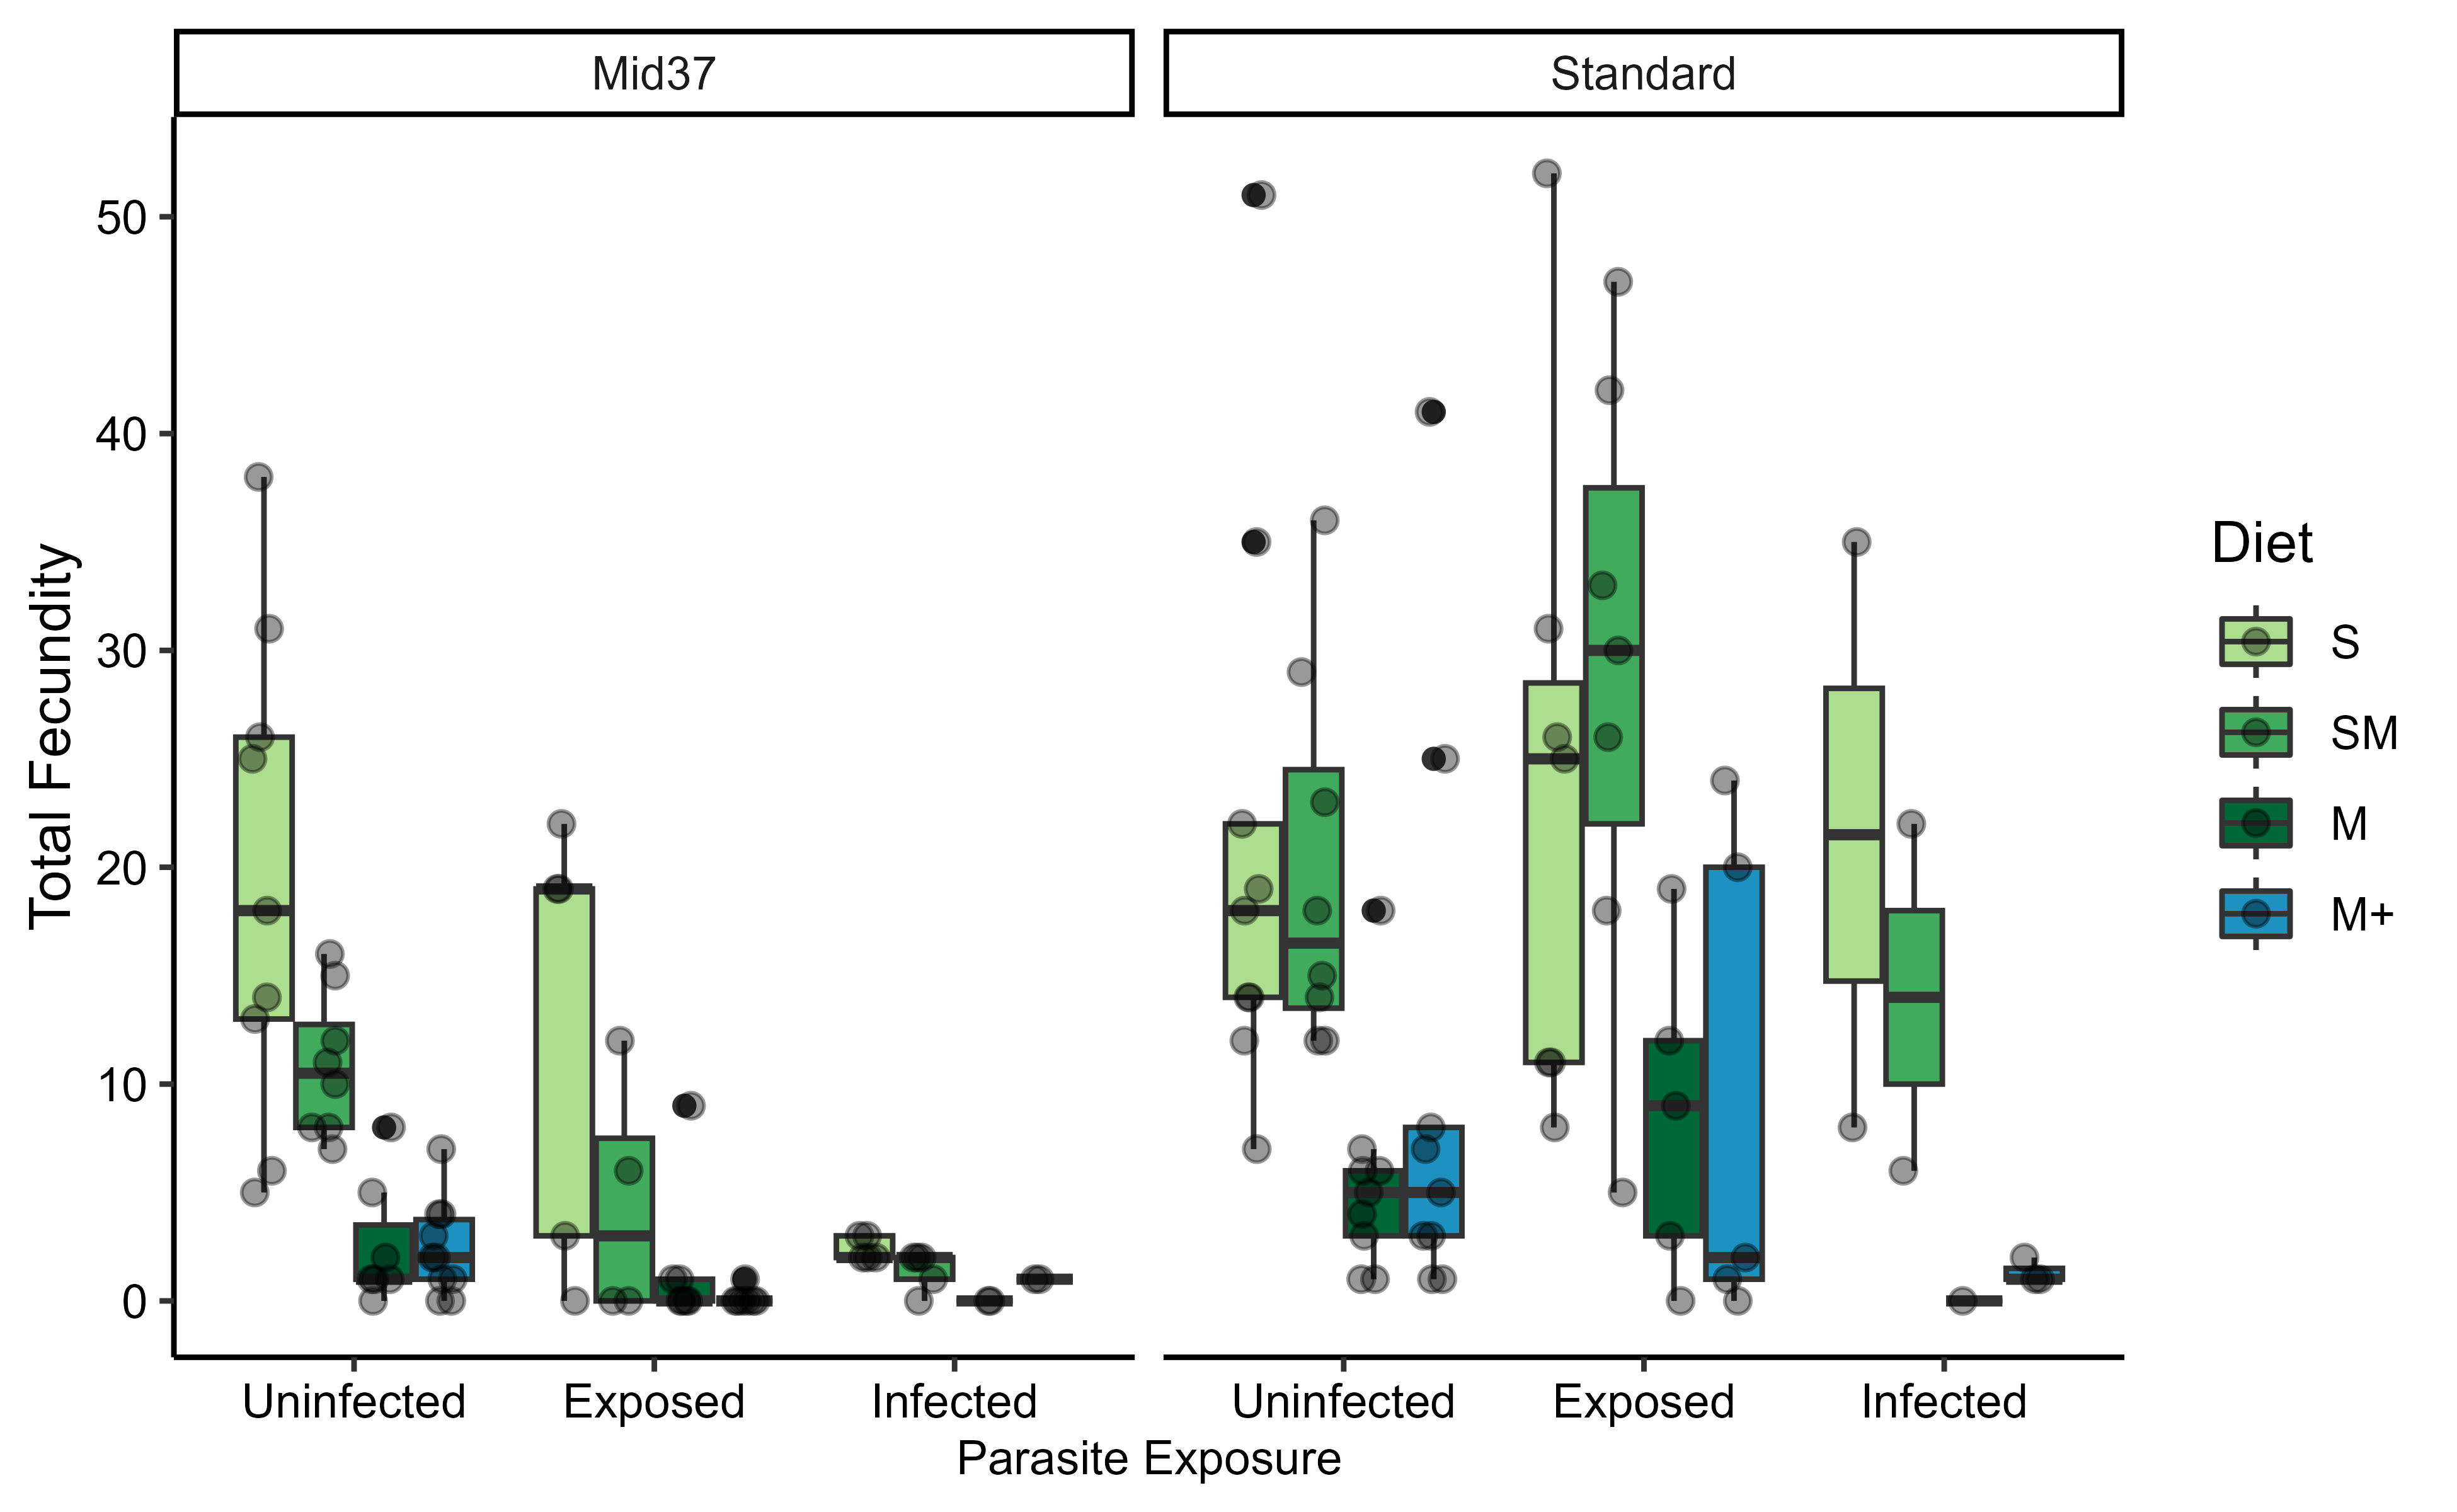 Mid37
Standard
Total Fecundity
50
40
30
20
10
0
Uninfected
Exposed
Infected
Uninfected
Exposed
Infected
Parasite Exposure
Diet
S
SM
M
M+